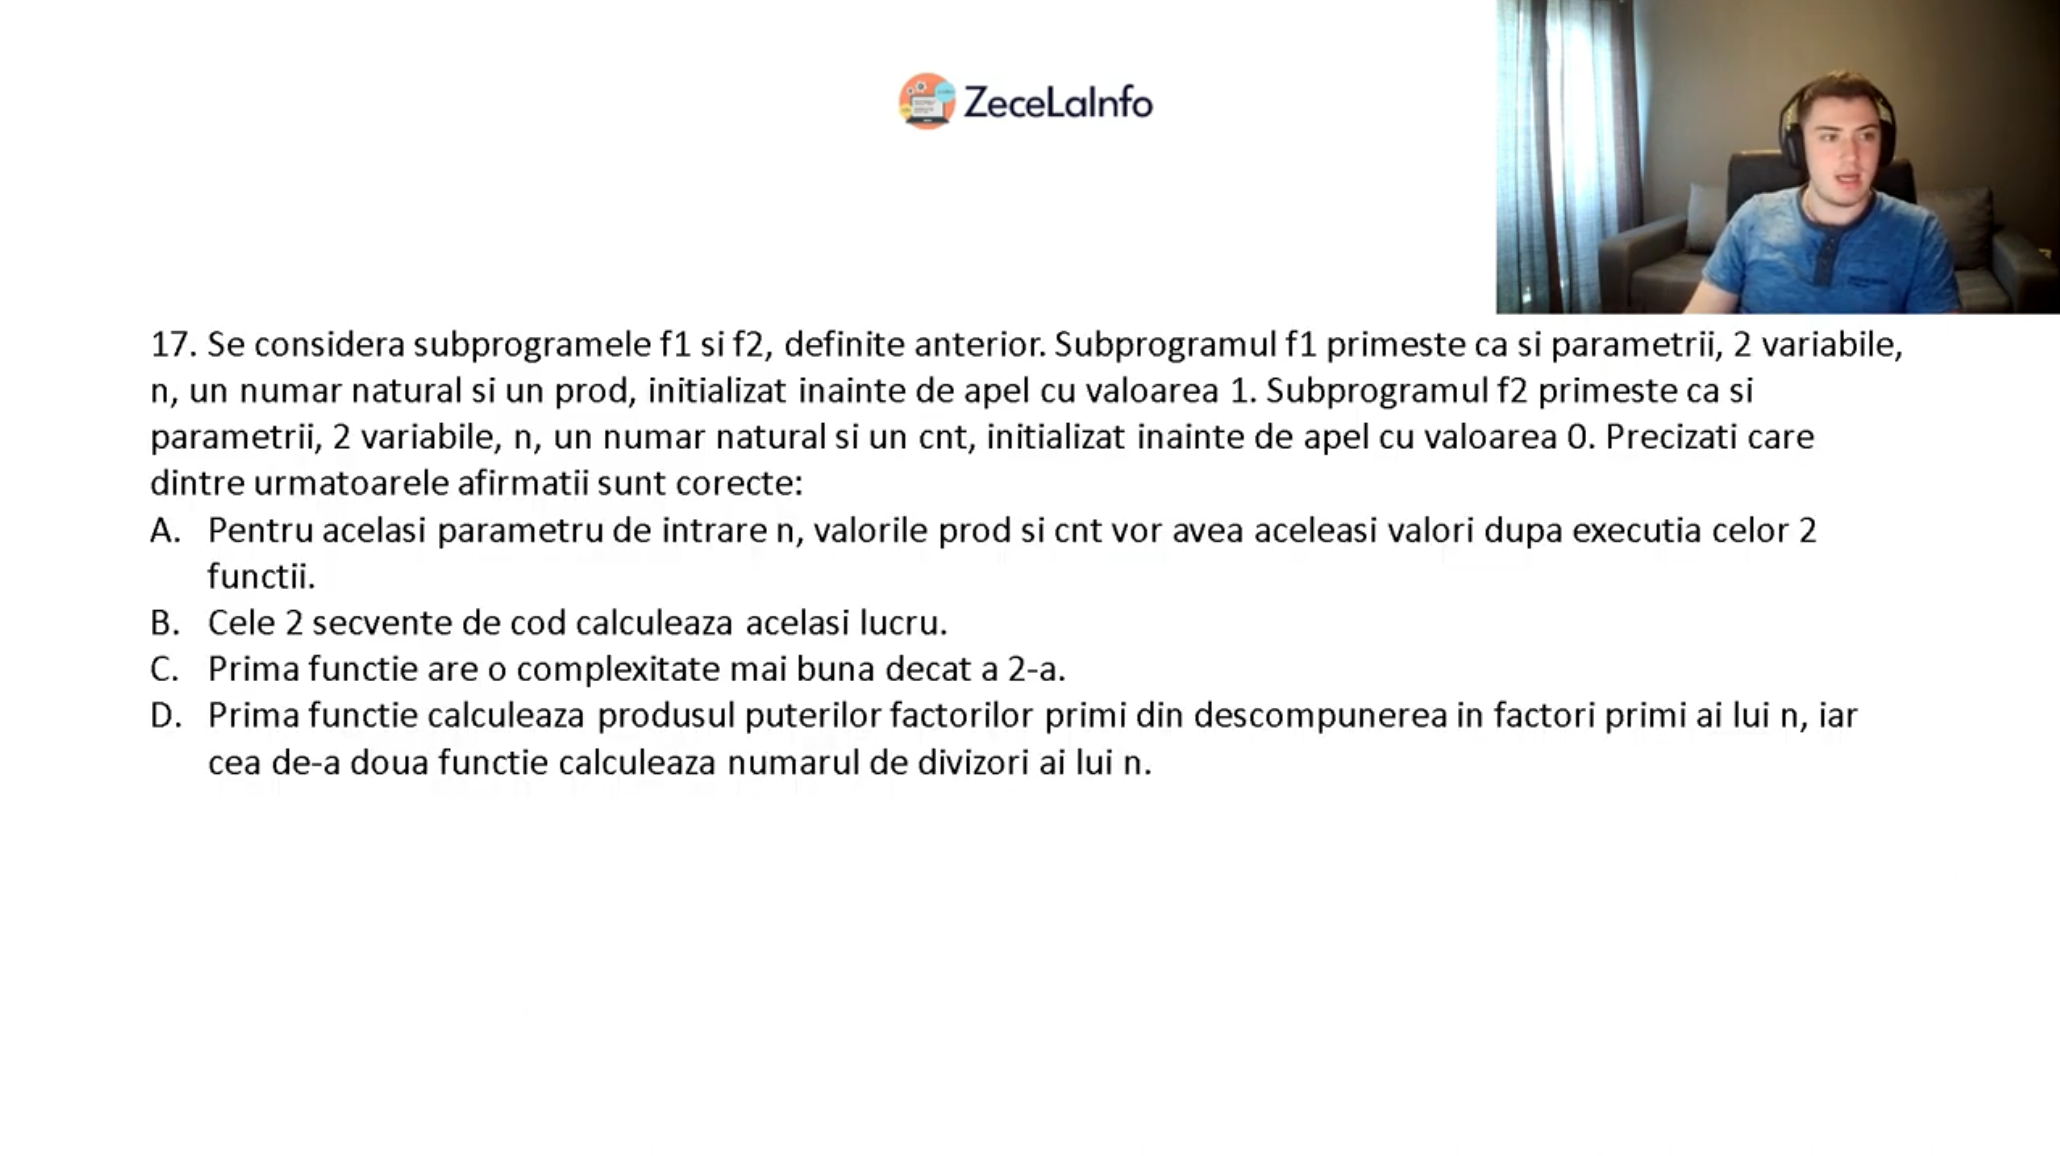 ZeceLaInfo
17. Se considera subprogramele f1 si f2, definite anterior. Subprogramul f1 primeste ca si parametrii, 2 variabile,
n, un numar natural si un prod, initializat inainte de apel cu valoarea 1. Subprogramul f2 primeste ca si
parametrii, 2 variabile, n, un numar natural si un cnt, initializat inainte de apel cu valoarea 0. Precizati care
dintre urmatoarele afirmatii sunt corecte:
A. Pentru acelasi parametru de intrare n, valorile prod si cnt vor avea aceleasi valori dupa executia celor 2
functii.
B. Cele 2 secvente de cod calculeaza acelasi lucru.
C. Prima functie are o complexitate mai buna decat a 2-a.
D. Prima functie calculeaza produsul puterilor factorilor primi din descompunerea in factori primi ai lui n, iar
cea de-a doua functie calculeaza numarul de divizori ai lui n.